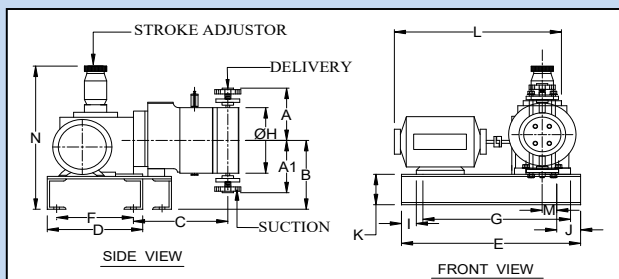 STROKE ADJUSTOR
L
DELIVERY
N
A
ØH
A1
B
F
C
D
SUCTION
SIDE VIEW
K
I
M
G
J
E
FRONT VIEW